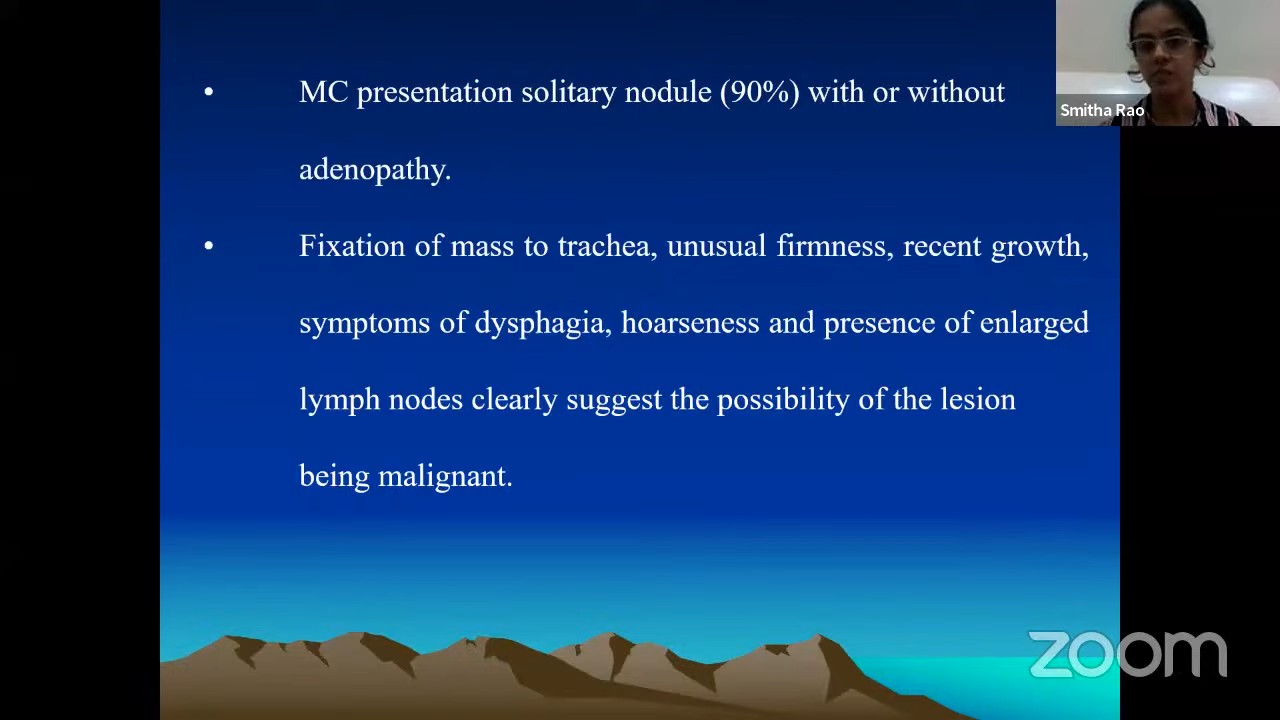 • MC presentation solitary nodule (90%) with or without
adenopathy.
• Fixation of mass to trachea, unusual firmness, recent growth,
symptoms of dysphagia, hoarseness and presence of enlarged
lymph nodes clearly suggest the possibility of the lesion
being malignant.
Smitha Rao
zoom